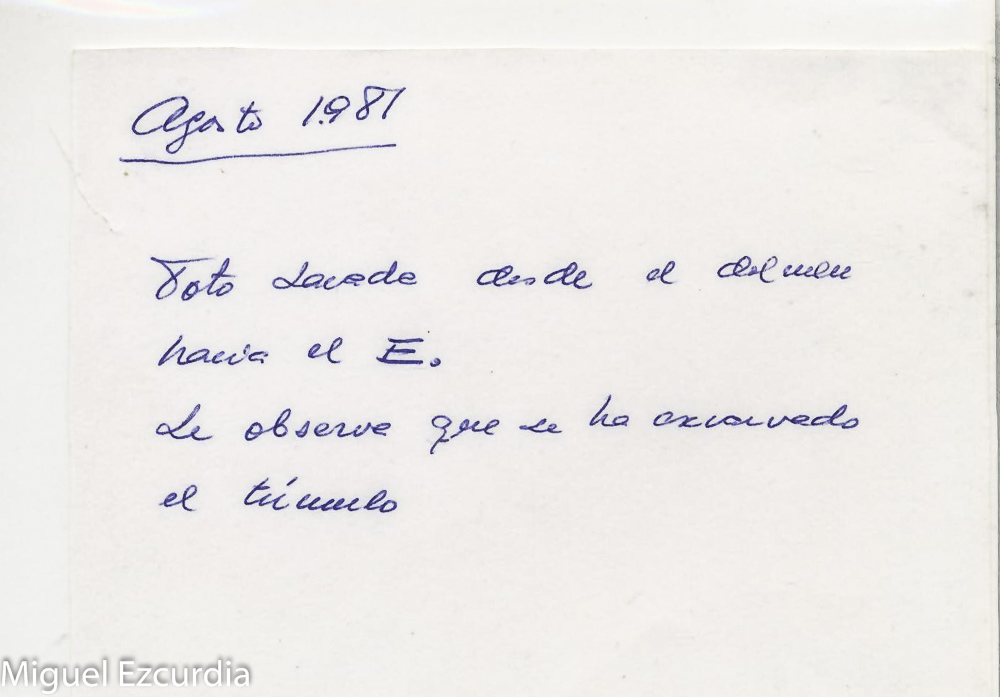 Agosto 1.981
Foto sacada desde el dolmen
hacia el E.
Se observa que se ha excavado
el túmulo
Miguel Ezcurdia